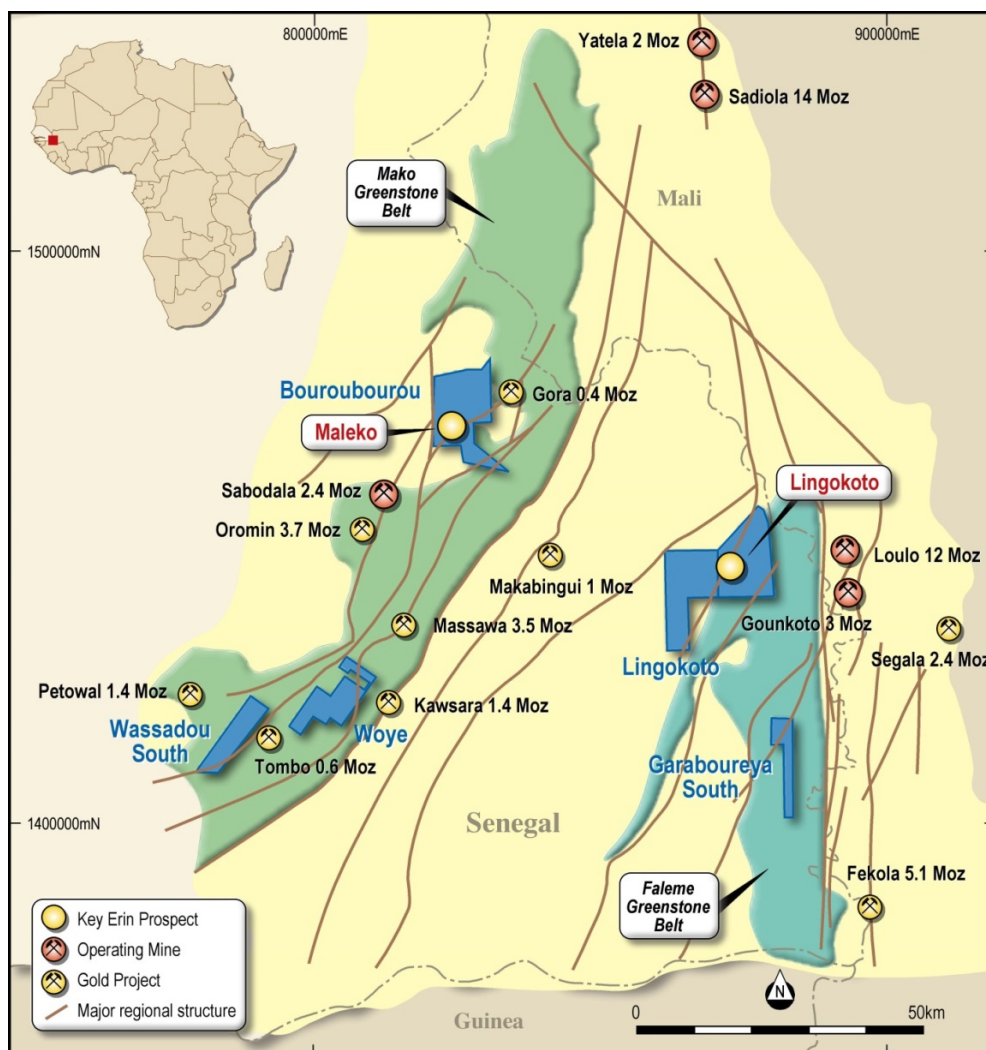 800000mE
900000mE
Yatela 2 Moz
Sadiola 14 Moz
Mako
Greenstone
Belt
Mali
1500000mN
Bouroubourou
Gora 0.4 Moz
Maleko
Sabodala 2.4 Moz
Lingokoto
Oromin 3.7 Moz
Loulo 12 Moz
Makabingui 1 Moz
Massawa 3.5 Moz
Gounkoto 3 Moz
Lingokoto
Segala 2.4 Moz
Petowal 1.4 Moz
Kawsara 1.4 Moz
Wassadou
South
Woye
Tombo 0.6 Moz
Garaboureya
South
1400000mN
Senegal
Fekola 5.1 Moz
Faleme
Greenstone
Belt
Key Erin Prospect
Operating Mine
Gold Project
Major regional structure
N
0
50km
Guinea